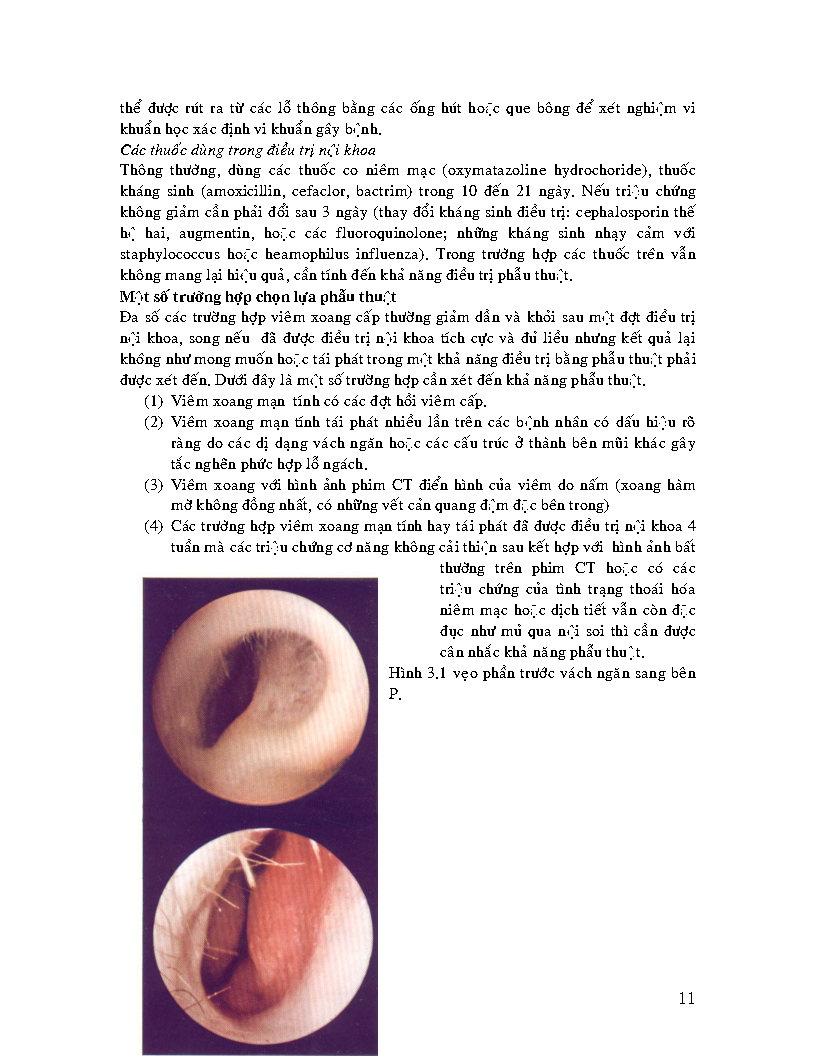 thể được rút ra từ các lỗ thông bằng các ống hút hoặc que bông để xét nghiệm vi
khuẩn học xác định vi khuẩn gây bệnh.
Các thuốc dùng trong điều trị nội khoa
Thông thường, dùng các thuốc co niêm mạc (oxymatazoline hydrochoride), thuốc
kháng sinh (amoxicillin, cefaclor, bactrim) trong 10 đến 21 ngày. Nếu triệu chứng
không giảm cần phải đổi sau 3 ngày (thay đổi kháng sinh điều trị: cephalosporin thế
hệ hai, augmentin, hoặc các fluoroquinolone; những kháng sinh nhạy cảm với
staphylococcus hoặc heamophilus influenza). Trong trường hợp các thuốc trên vẫn
không mang lại hiệu quả, cần tính đến khả năng điều trị phẫu thuật.
Một số trường hợp chọn lựa phẫu thuật
Đa số các trường hợp viêm xoang cấp thường giảm dần và khỏi sau một đợt điều trị
nội khoa, song nếu đã được điều trị nội khoa tích cực và đủ liều nhưng kết quả lại
không như mong muốn hoặc tái phát trong một khả năng điều trị bằng phẫu thuật phải
được xét đến. Dưới đây là một số trường hợp cần xét đến khả năng phẫu thuật.
(1) Viêm xoang mạn tính có các đợt hồi viêm cấp.
(2) Viêm xoang mạn tính tái phát nhiều lần trên các bệnh nhân có dấu hiệu rõ
ràng do các dị dạng vách ngăn hoặc các cấu trúc ở thành bên mũi khác gây
tắc nghẽn phức hợp lỗ ngách.
(3) Viêm xoang với hình ảnh phim CT điển hình của viêm do nấm (xoang hàm
mờ không đồng nhất, có những vết cản quang đậm đặc bên trong)
(4) Các trường hợp viêm xoang mạn tính hay tái phát đã được điều trị nội khoa 4
tuần mà các triệu chứng cơ năng không cải thiện sau kết hợp với hình ảnh bất
thường trên phim CT hoặc có các
triệu chứng của tình trạng thoái hóa
niêm mạc hoặc dịch tiết vẫn còn đặc
đục như mủ qua nội soi thì cần được
cân nhắc khả năng phẫu thuật.
Hình 3.1 vẹo phần trước vách ngăn sang bên
P.
11